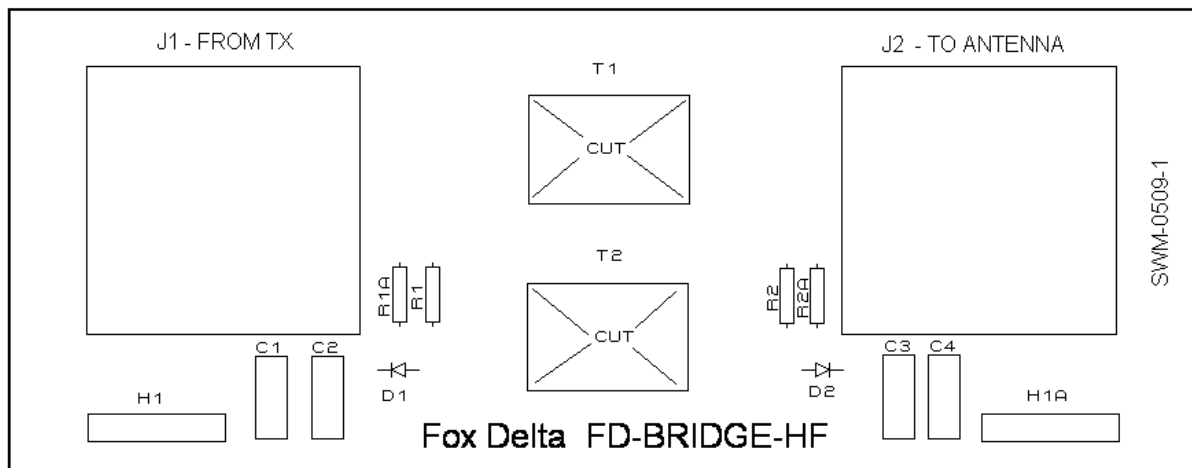 J1 - FROM TX
J2 - TO ANTENNA
T1
CUT
SWM-0509-1
T2
CUT
R1A
R1
R2
R2A
C1
C2
D1
D2
C3
C4
H1
H1A
Fox Delta FD-BRIDGE-HF